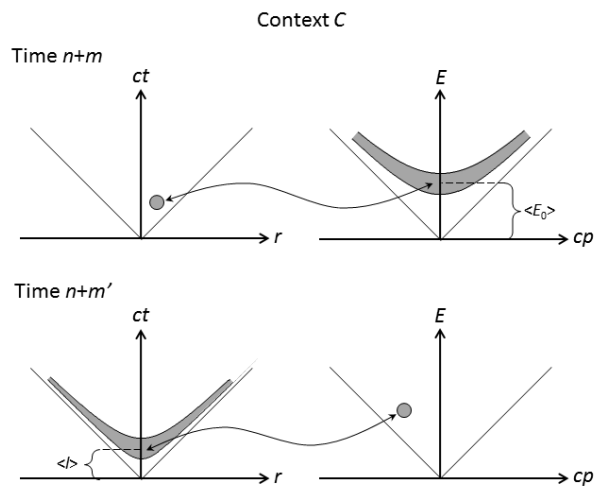 Context C
Time n+m
ct
E
<E₀>
r
cp
Time n+m’
ct
E
<l>
r
cp